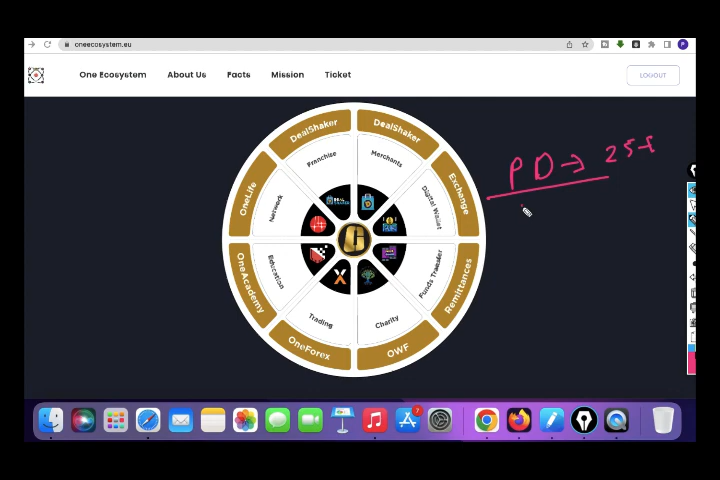 oneecosystem.eu
One Ecosystem About Us Facts Mission Ticket LOGOUT
DealShaker DealShaker
Franchise Merchants
OneLife Exchange
Network Digital Wallet
OneAcademy Remittances
Education Funds Transfer
Trading Charity
OneForex OWF
PD → 25+
7